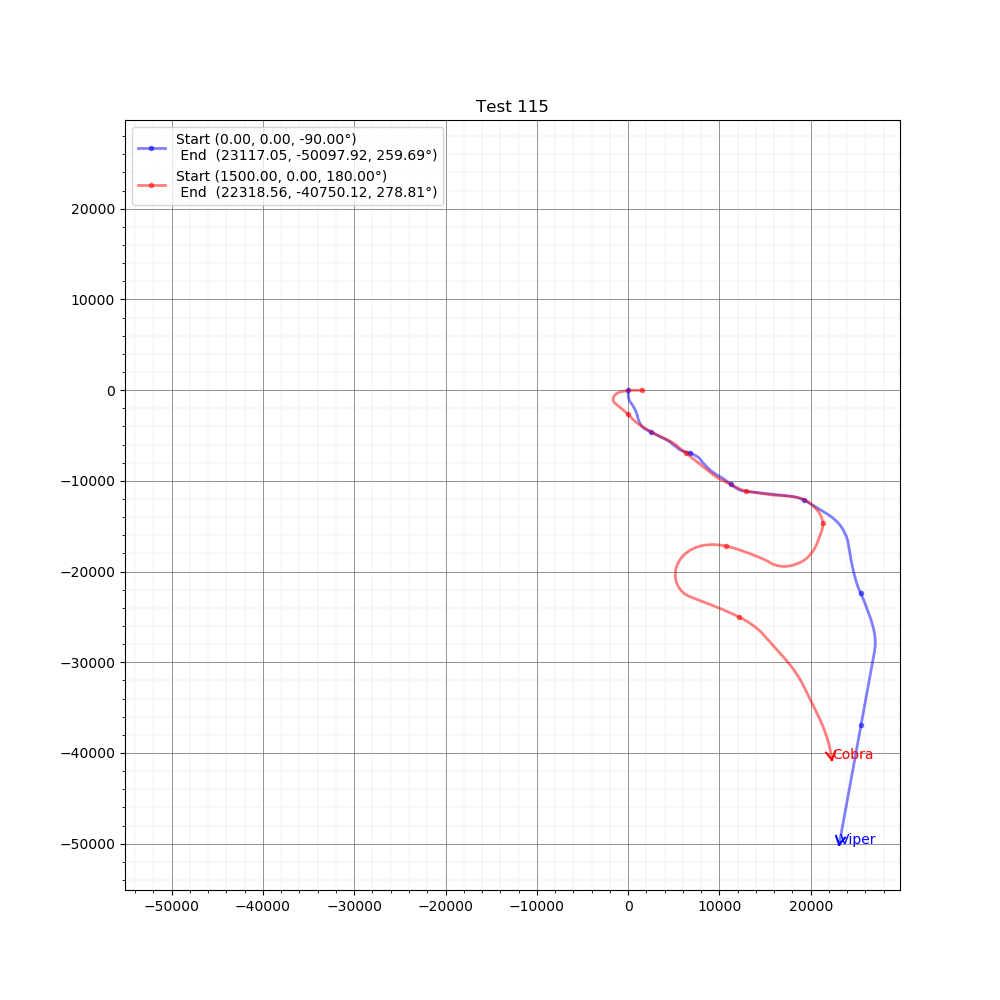 Test 115
Start (0.00, 0.00, -90.00°)
End  (23117.05, -50097.92, 259.69°)
Start (1500.00, 0.00, 180.00°)
End  (22318.56, -40750.12, 278.81°)
20000
10000
0
−10000
−20000
−30000
−40000
−50000
Cobra
Wiper
−50000 −40000 −30000 −20000 −10000 0 10000 20000